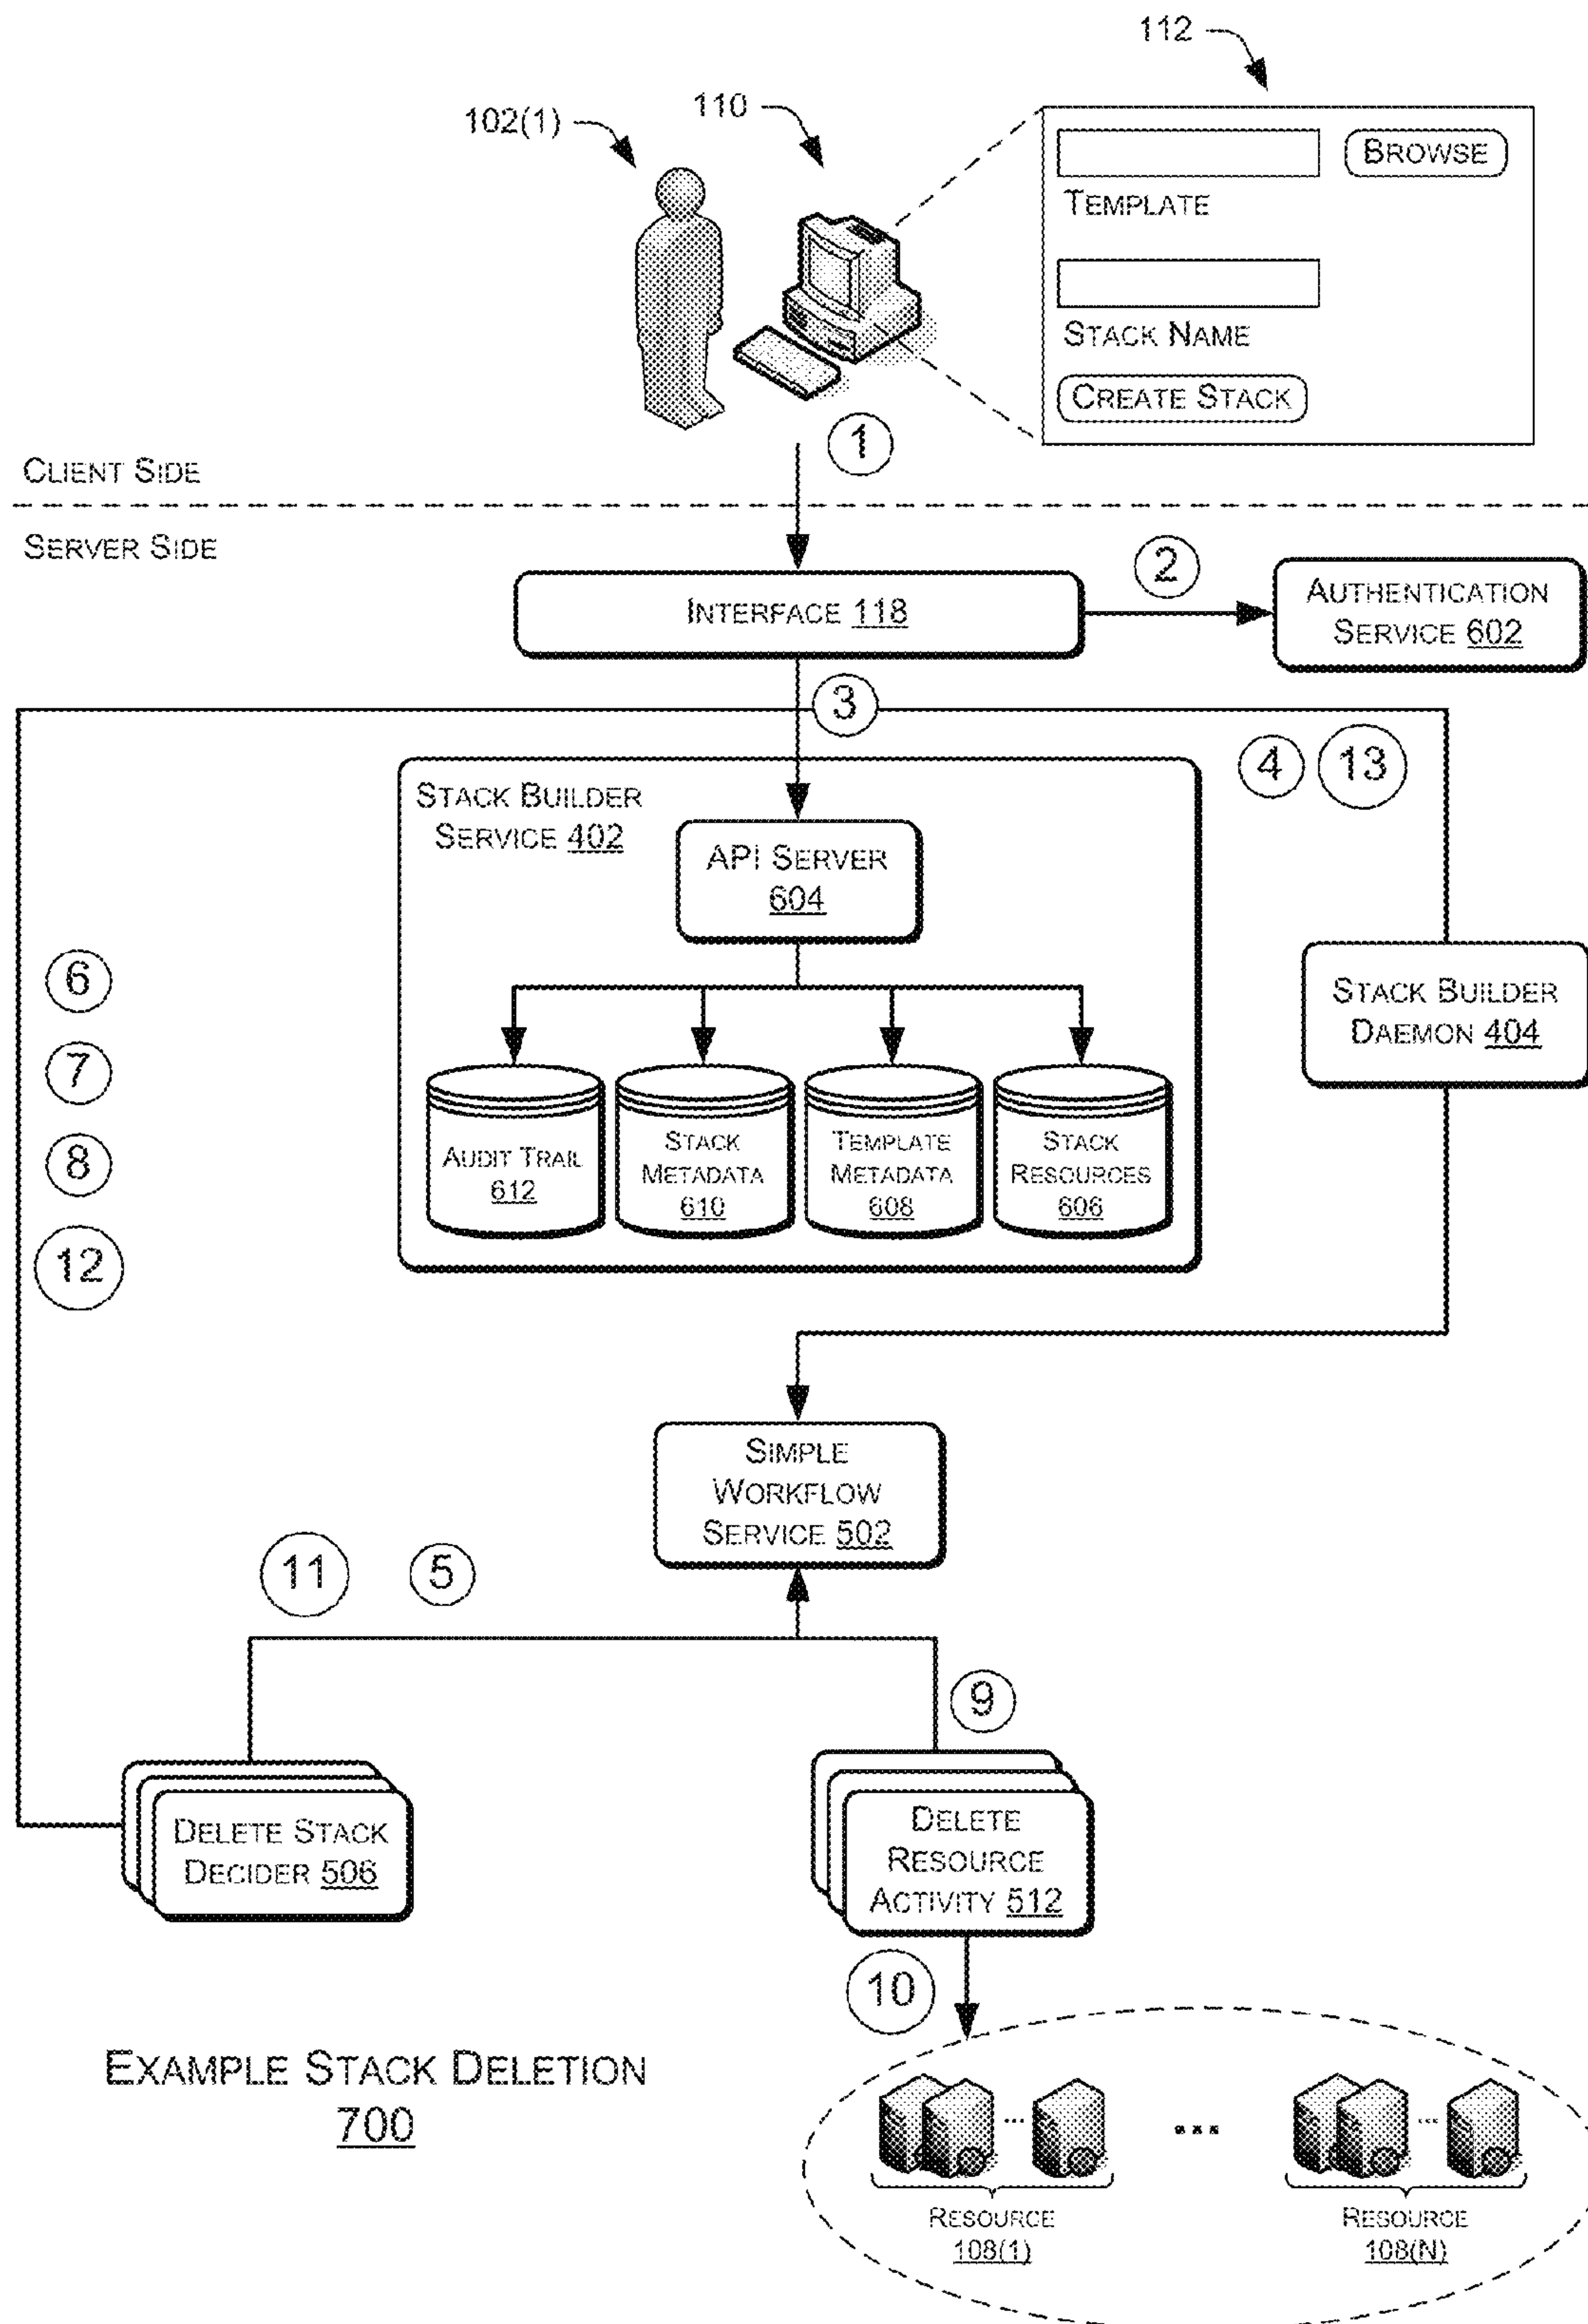 112
102(1)
110
BROWSE
TEMPLATE
STACK NAME
CREATE STACK
1
CLIENT SIDE
SERVER SIDE
2
INTERFACE 118
AUTHENTICATION
SERVICE 602
3
4
13
STACK BUILDER
SERVICE 402
API SERVER
604
6
7
8
12
STACK BUILDER
DAEMON 404
AUDIT TRAIL
612
STACK
METADATA
610
TEMPLATE
METADATA
608
STACK
RESOURCES
606
SIMPLE
WORKFLOW
SERVICE 502
11
5
9
DELETE STACK
DECIDER 506
DELETE
RESOURCE
ACTIVITY 512
10
EXAMPLE STACK DELETION
700
...
...
...
RESOURCE
108(1)
RESOURCE
108(N)